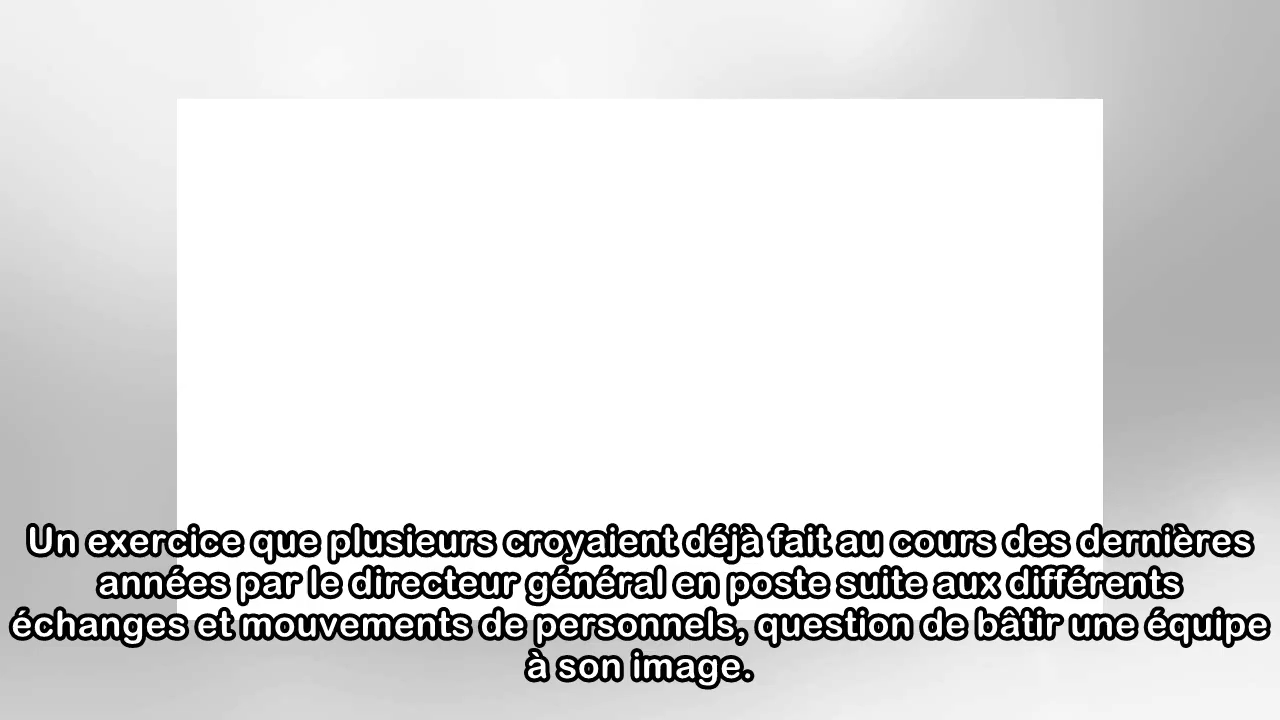 Un exercice que plusieurs croyaient déjà fait au cours des dernières
années par le directeur général en poste suite aux différents
échanges et mouvements de personnels, question de bâtir une équipe
à son image.